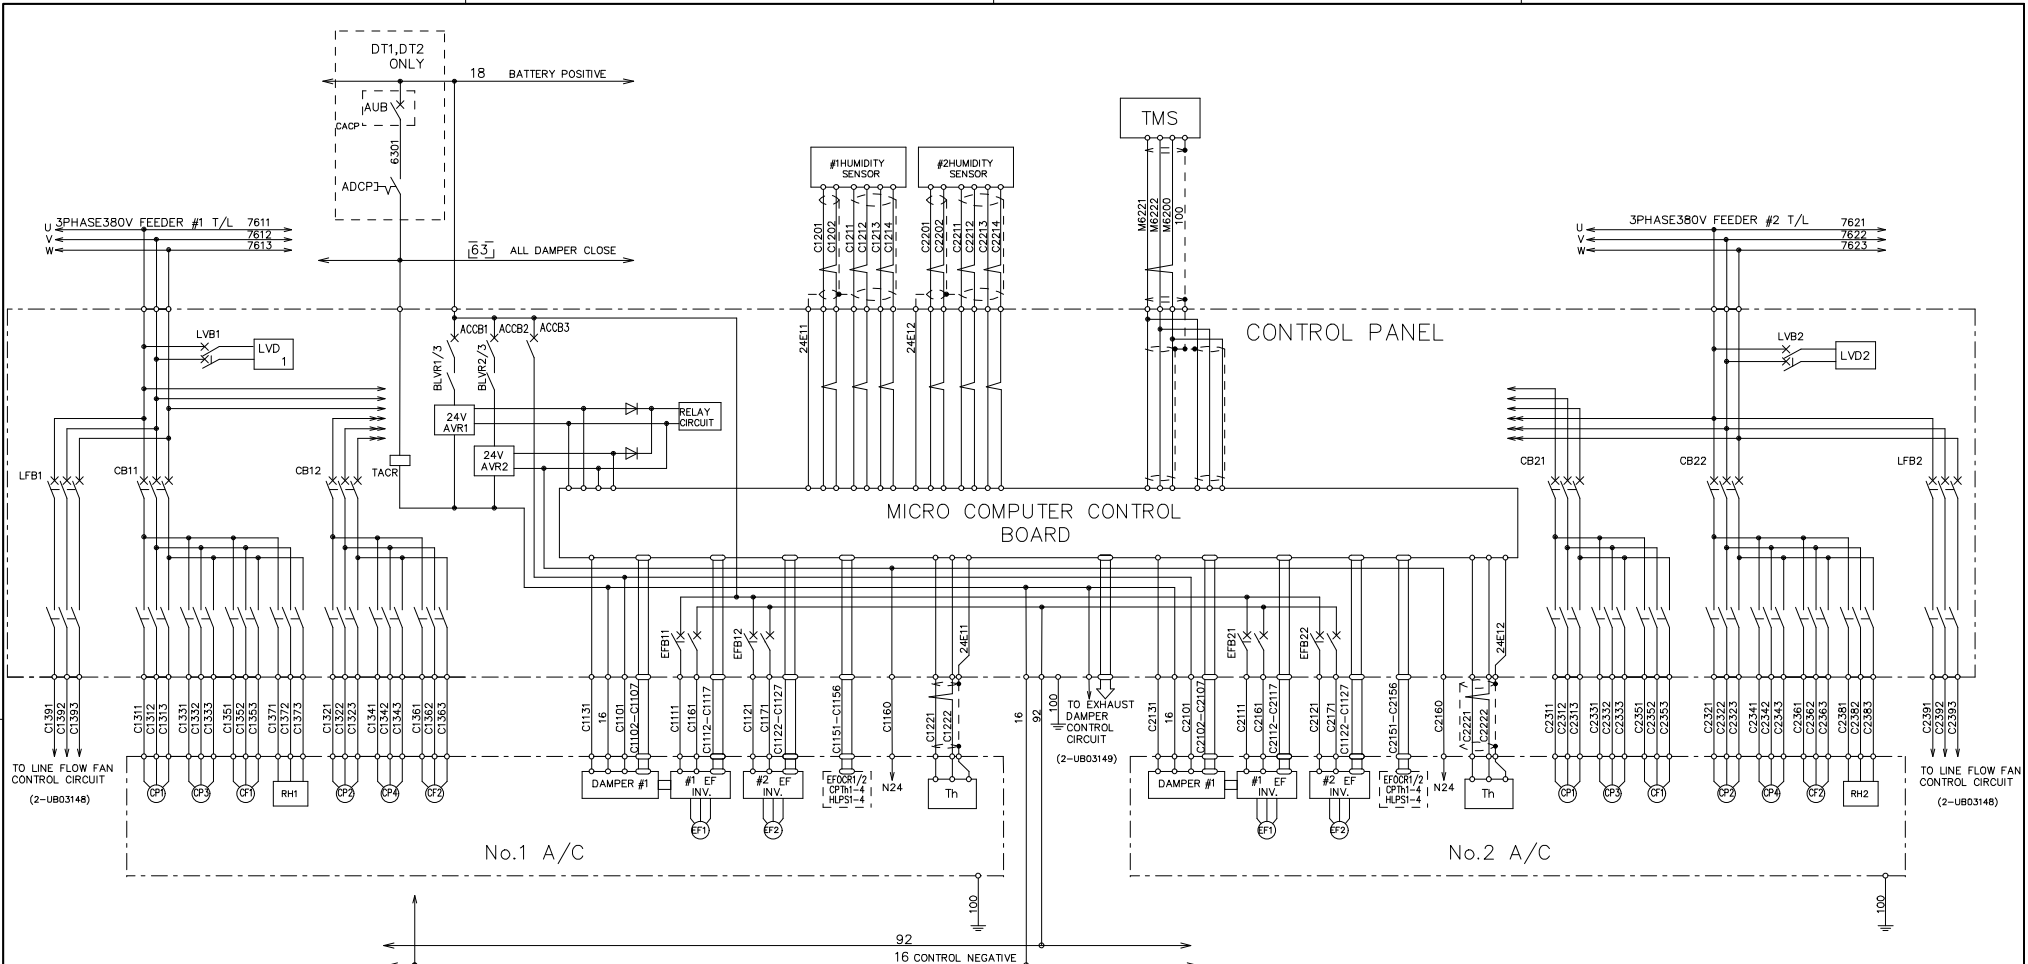 DT1,DT2
ONLY
18 BATTERY POSITIVE
AUB
CACP
6301
ADCP
TMS
#1HUMIDITY
SENSOR
#2HUMIDITY
SENSOR
3PHASE380V FEEDER #1 T/L 7611
U
V 7612
W 7613
63 ALL DAMPER CLOSE
C1201
C1202
C1211
C1212
C1213
C1214
C2201
C2202
C2211
C2212
C2213
C2214
M6221
M6222
M6200
100
3PHASE380V FEEDER #2 T/L 7621
U
V 7622
W 7623
LVB1
LVD
1
ACCB1
ACCB2
ACCB3
BLVR1/3
BLVR2/3
24E11
24E12
CONTROL PANEL
LVB2
LVD2
24V
AVR1
24V
AVR2
RELAY
CIRCUIT
LFB1
CB11
CB12
TACR
CB21
CB22
LFB2
MICRO COMPUTER CONTROL
BOARD
EFB11
EFB12
24E11
EFB21
EFB22
24E12
C1391
C1392
C1393
C1311
C1312
C1313
C1331
C1332
C1333
C1351
C1352
C1353
C1371
C1372
C1373
C1321
C1322
C1323
C1341
C1342
C1343
C1361
C1362
C1363
C1131
16
C1101
C1102-C1107
C1111
C1161
C1112-C1117
C1121
C1171
C1122-C1127
C1151-C1156
C1160
C1221
C1222
16
92
100
TO EXHAUST
DAMPER
CONTROL
CIRCUIT
(2-UB03149)
C2131
16
C2101
C2102-C2107
C2111
C2161
C2112-C2117
C2121
C2171
C1122-C2127
C2151-C2156
C2160
C2221
C2222
C2311
C2312
C2313
C2331
C2332
C2333
C2351
C2352
C2353
C2321
C2322
C2323
C2341
C2342
C2343
C2361
C2362
C2363
C2381
C2382
C2383
C2391
C2392
C2393
TO LINE FLOW FAN
CONTROL CIRCUIT
(2-UB03148)
CP1
CP3
CF1
RH1
CP2
CP4
CF2
DAMPER #1
#1 EF
INV.
#2 EF
INV.
EFOCR1/2
CPTh1-4
HLPS1-4
N24
Th
EF1
EF2
DAMPER #1
#1 EF
INV.
#2 EF
INV.
EFOCR1/2
CPTh1-4
HLPS1-4
N24
Th
EF1
EF2
CP1
CP3
CF1
CP2
CP4
CF2
RH2
TO LINE FLOW FAN
CONTROL CIRCUIT
(2-UB03148)
No.1 A/C
No.2 A/C
100
100
92
16 CONTROL NEGATIVE